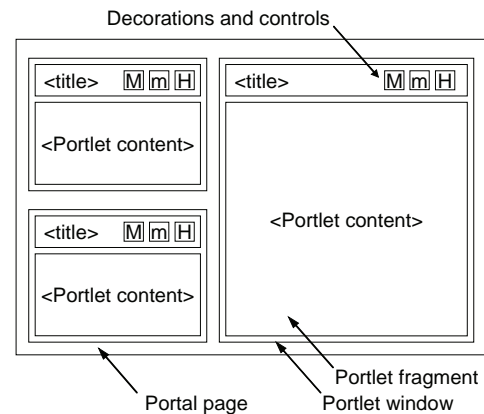 Decorations and controls
<title> M m H
<Portlet content>
<title> M m H
<Portlet content>
<title> M m H
<Portlet content>
Portlet fragment
Portal page
Portlet window